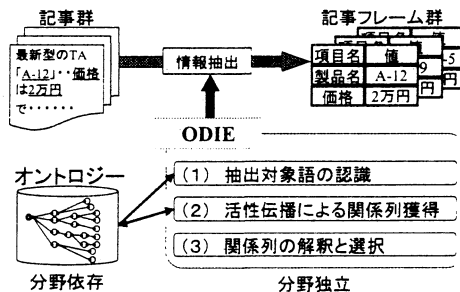 記事群
最新型のTA
「A-12」・・価格
は2万円
で・・・・・・
情報抽出
記事フレーム群
項目名 値
製品名 A-12
価格 2万円
-5
9
円
円
ODIE
オントロジー
分野依存
(1) 抽出対象語の認識
(2) 活性伝播による関係列獲得
(3) 関係列の解釈と選択
分野独立